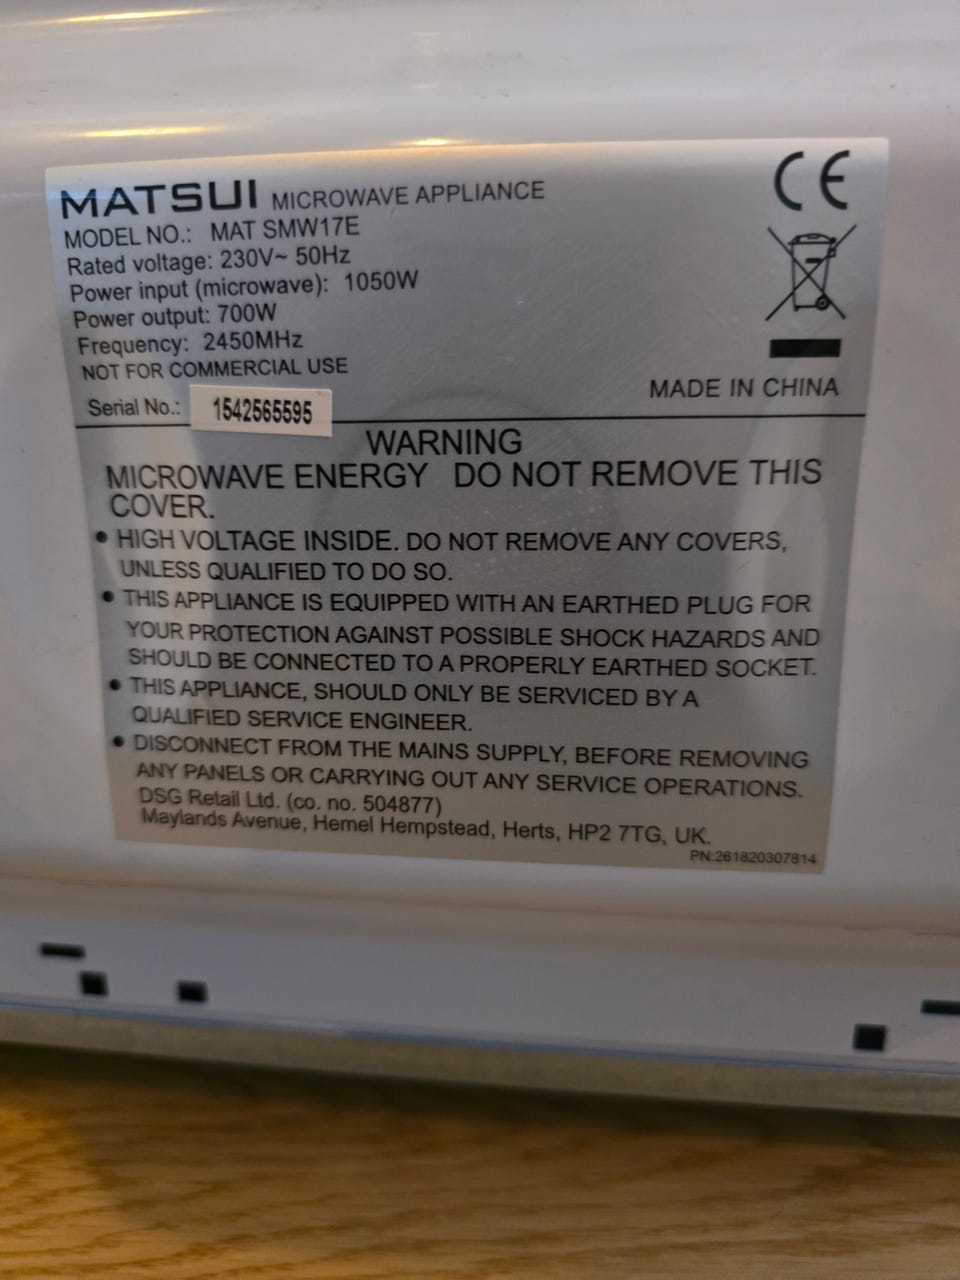 MATSUI MICROWAVE APPLIANCE
MODEL NO.: MAT SMW17E
Rated voltage: 230V~ 50Hz
Power input (microwave): 1050W
Power output: 700W
Frequency: 2450MHz
NOT FOR COMMERCIAL USE
Serial No.: 1542565595
CE
MADE IN CHINA
WARNING
MICROWAVE ENERGY DO NOT REMOVE THIS
COVER.
• HIGH VOLTAGE INSIDE. DO NOT REMOVE ANY COVERS,
UNLESS QUALIFIED TO DO SO.
• THIS APPLIANCE IS EQUIPPED WITH AN EARTHED PLUG FOR
YOUR PROTECTION AGAINST POSSIBLE SHOCK HAZARDS AND
SHOULD BE CONNECTED TO A PROPERLY EARTHED SOCKET.
• THIS APPLIANCE, SHOULD ONLY BE SERVICED BY A
QUALIFIED SERVICE ENGINEER.
• DISCONNECT FROM THE MAINS SUPPLY, BEFORE REMOVING
ANY PANELS OR CARRYING OUT ANY SERVICE OPERATIONS.
DSG Retail Ltd. (co. no. 504877)
Maylands Avenue, Hemel Hempstead, Herts, HP2 7TG, UK.
PN:261820307814